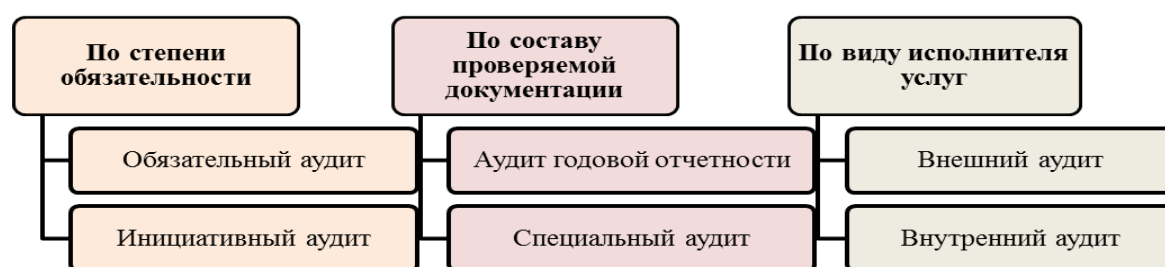 По степени
обязательности
По составу
проверяемой
документации
По виду исполнителя
услуг
Обязательный аудит
Аудит годовой отчетности
Внешний аудит
Инициативный аудит
Специальный аудит
Внутренний аудит